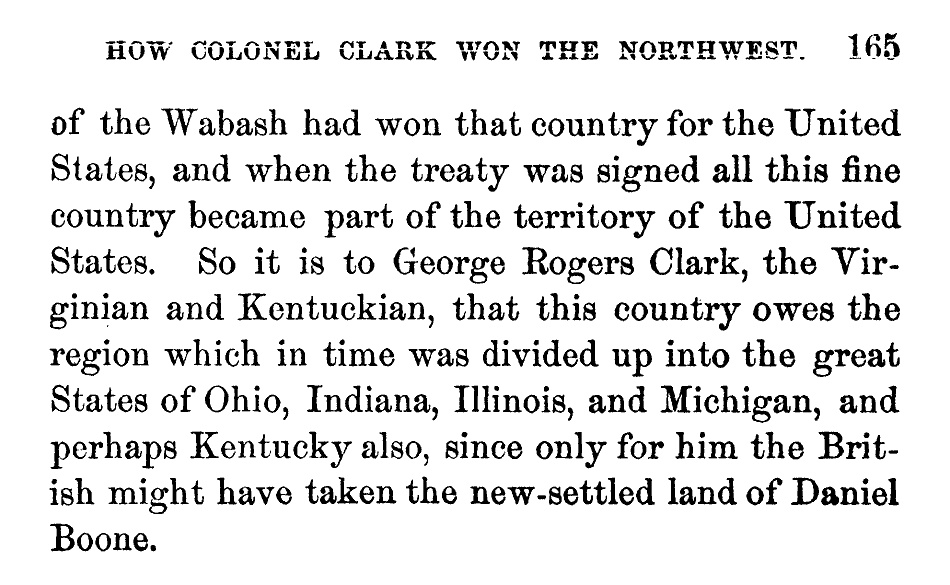 HOW COLONEL CLARK WON THE NORTHWEST. 165
of the Wabash had won that country for the United
States, and when the treaty was signed all this fine
country became part of the territory of the United
States. So it is to George Rogers Clark, the Vir-
ginian and Kentuckian, that this country owes the
region which in time was divided up into the great
States of Ohio, Indiana, Illinois, and Michigan, and
perhaps Kentucky also, since only for him the Brit-
ish might have taken the new-settled land of Daniel
Boone.